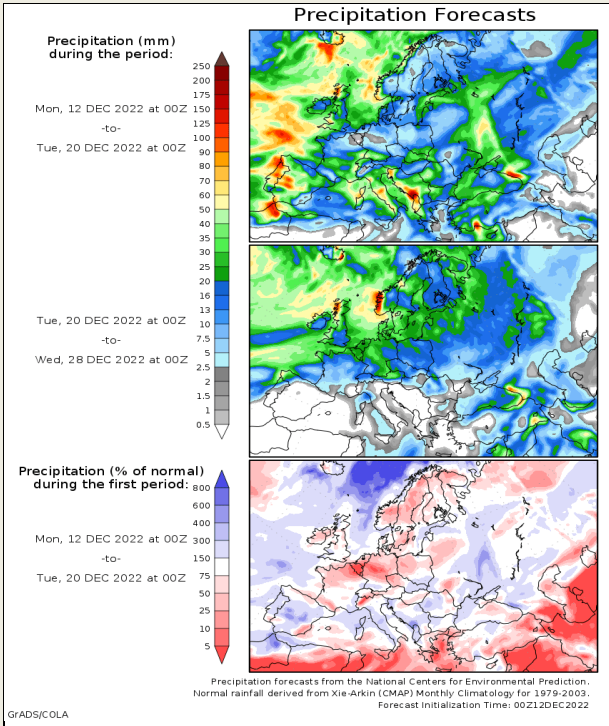 Precipitation Forecasts
Precipitation (mm)
during the period:
Mon, 12 DEC 2022 at 00Z
-to-
Tue, 20 DEC 2022 at 00Z
250
200
175
150
125
100
90
80
70
60
50
40
35
30
25
20
16
13
10
7.5
5
2.5
2
1.5
1
0.5
Tue, 20 DEC 2022 at 00Z
-to-
Wed, 28 DEC 2022 at 00Z
Precipitation (% of normal)
during the first period:
Mon, 12 DEC 2022 at 00Z
-to-
Tue, 20 DEC 2022 at 00Z
800
600
400
300
150
75
50
25
10
5
Precipitation forecasts from the National Centers for Environmental Prediction.
Normal rainfall derived from Xie-Arkin (CMAP) Monthly Climatology for 1979-2003.
Forecast Initialization Time: 00Z12DEC2022
GrADS/COLA